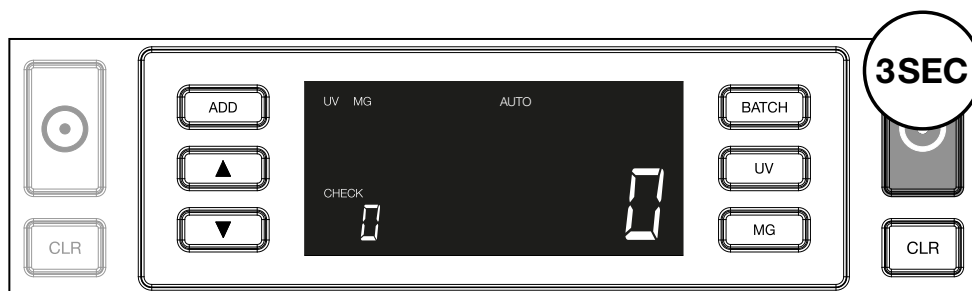 3SEC
ADD
UV MG AUTO
BATCH
UV
CHECK
0 0
MG
CLR
CLR